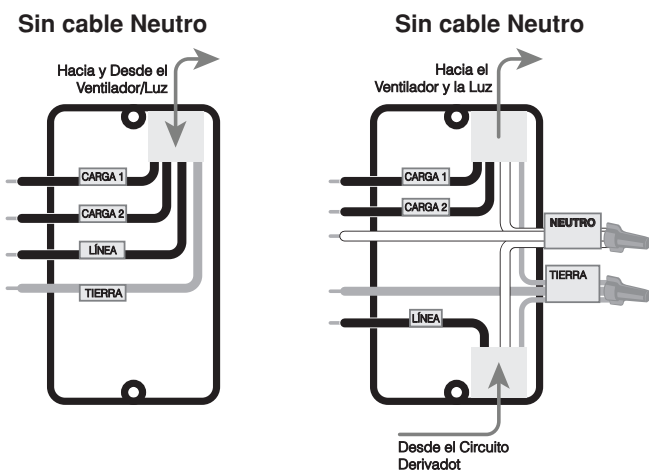 Sin cable Neutro
Hacia y Desde el
Ventilador/Luz
CARGA 1
CARGA 2
LÍNEA
TIERRA
Sin cable Neutro
Hacia el
Ventilador y la Luz
CARGA 1
CARGA 2
NEUTRO
TIERRA
LÍNEA
Desde el Circuito
Derivadot